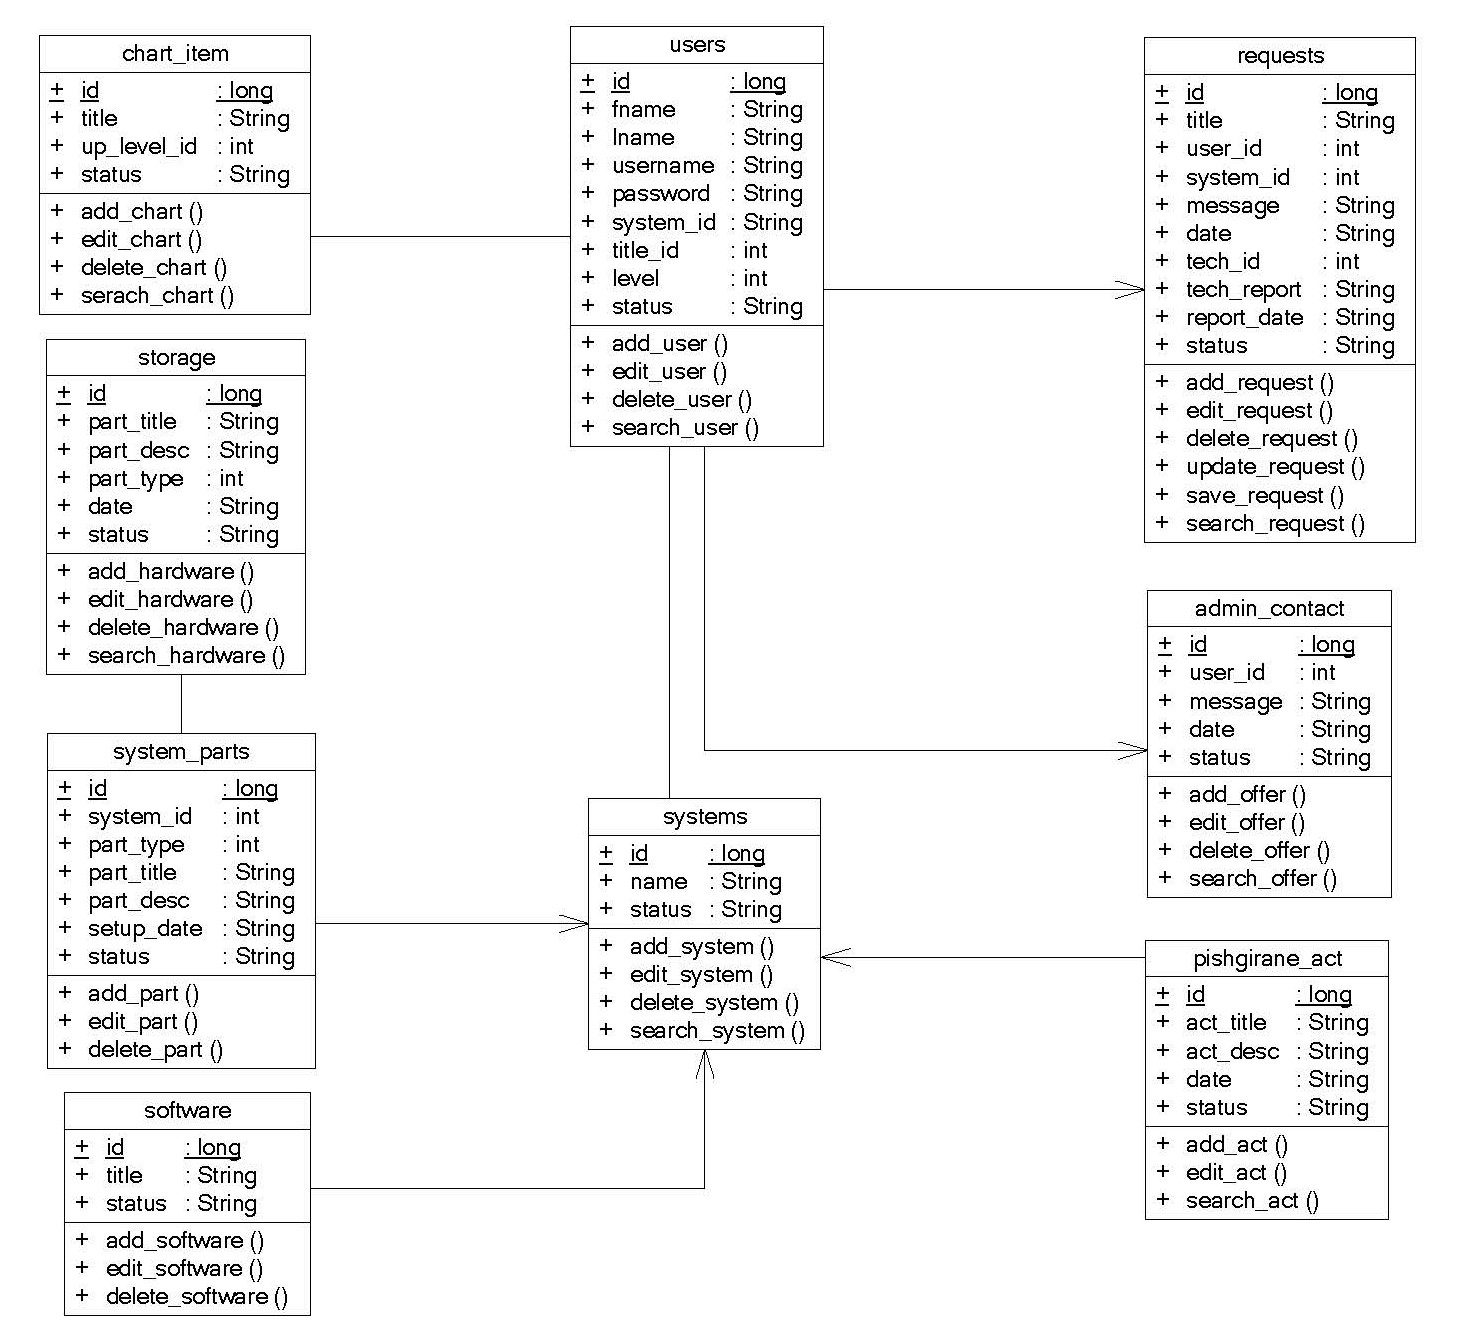 chart_item
+ id : long
+ title : String
+ up_level_id : int
+ status : String
+ add_chart ()
+ edit_chart ()
+ delete_chart ()
+ serach_chart ()
users
+ id : long
+ fname : String
+ lname : String
+ username : String
+ password : String
+ system_id : String
+ title_id : int
+ level : int
+ status : String
+ add_user ()
+ edit_user ()
+ delete_user ()
+ search_user ()
requests
+ id : long
+ title : String
+ user_id : int
+ system_id : int
+ message : String
+ date : String
+ tech_id : int
+ tech_report : String
+ report_date : String
+ status : String
+ add_request ()
+ edit_request ()
+ delete_request ()
+ update_request ()
+ save_request ()
+ search_request ()
storage
+ id : long
+ part_title : String
+ part_desc : String
+ part_type : int
+ date : String
+ status : String
+ add_hardware ()
+ edit_hardware ()
+ delete_hardware ()
+ search_hardware ()
admin_contact
+ id : long
+ user_id : int
+ message : String
+ date : String
+ status : String
+ add_offer ()
+ edit_offer ()
+ delete_offer ()
+ search_offer ()
system_parts
+ id : long
+ system_id : int
+ part_type : int
+ part_title : String
+ part_desc : String
+ setup_date : String
+ status : String
+ add_part ()
+ edit_part ()
+ delete_part ()
systems
+ id : long
+ name : String
+ status : String
+ add_system ()
+ edit_system ()
+ delete_system ()
+ search_system ()
pishgirane_act
+ id : long
+ act_title : String
+ act_desc : String
+ date : String
+ status : String
+ add_act ()
+ edit_act ()
+ search_act ()
software
+ id : long
+ title : String
+ status : String
+ add_software ()
+ edit_software ()
+ delete_software ()